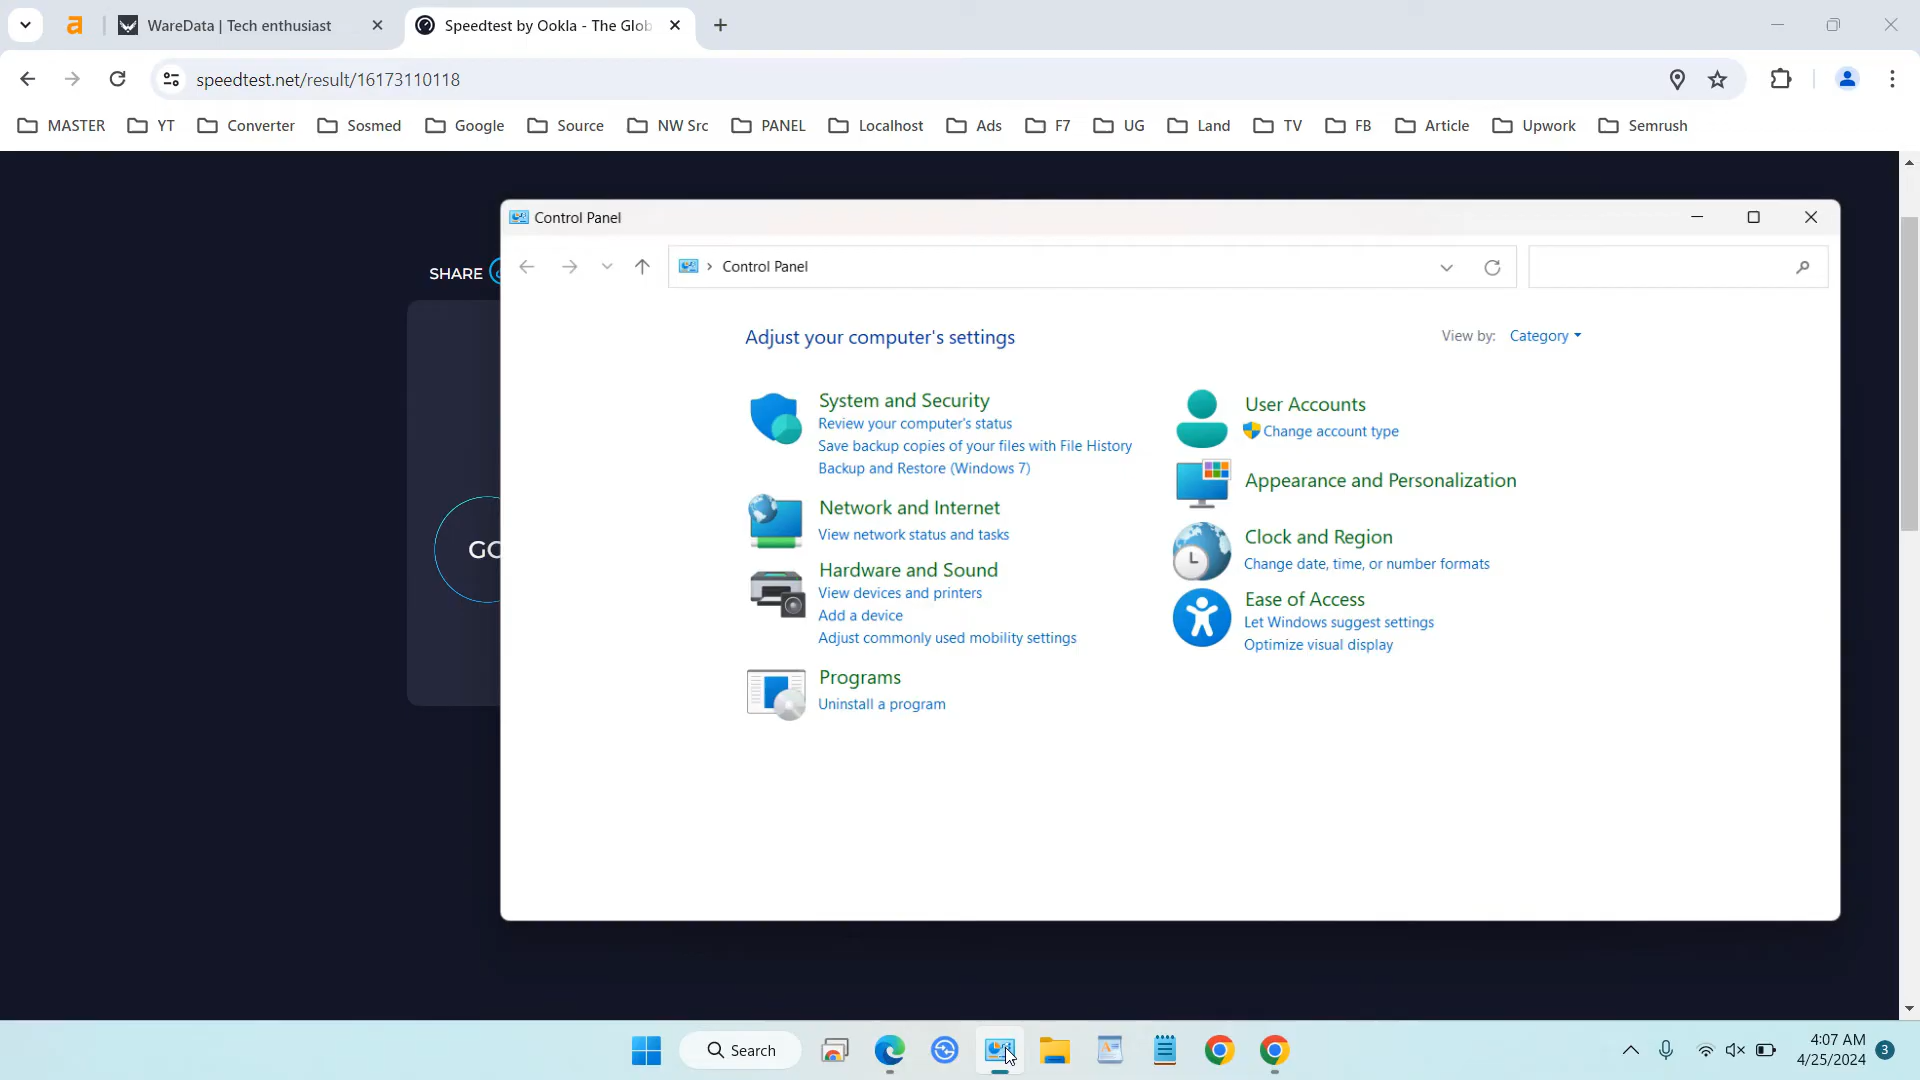 WareData | Tech enthusiast
Speedtest by Ookla - The Glob
speedtest.net/result/16173110118
MASTER
YT
Converter
Sosmed
Google
Source
NW Src
PANEL
Localhost
Ads
F7
UG
Land
TV
FB
Article
Upwork
Semrush
SHARE
GO
Control Panel
Control Panel
Adjust your computer's settings
View by: Category
System and Security
Review your computer's status
Save backup copies of your files with File History
Backup and Restore (Windows 7)
Network and Internet
View network status and tasks
Hardware and Sound
View devices and printers
Add a device
Adjust commonly used mobility settings
Programs
Uninstall a program
User Accounts
Change account type
Appearance and Personalization
Clock and Region
Change date, time, or number formats
Ease of Access
Let Windows suggest settings
Optimize visual display
Search
4:07 AM
4/25/2024
3